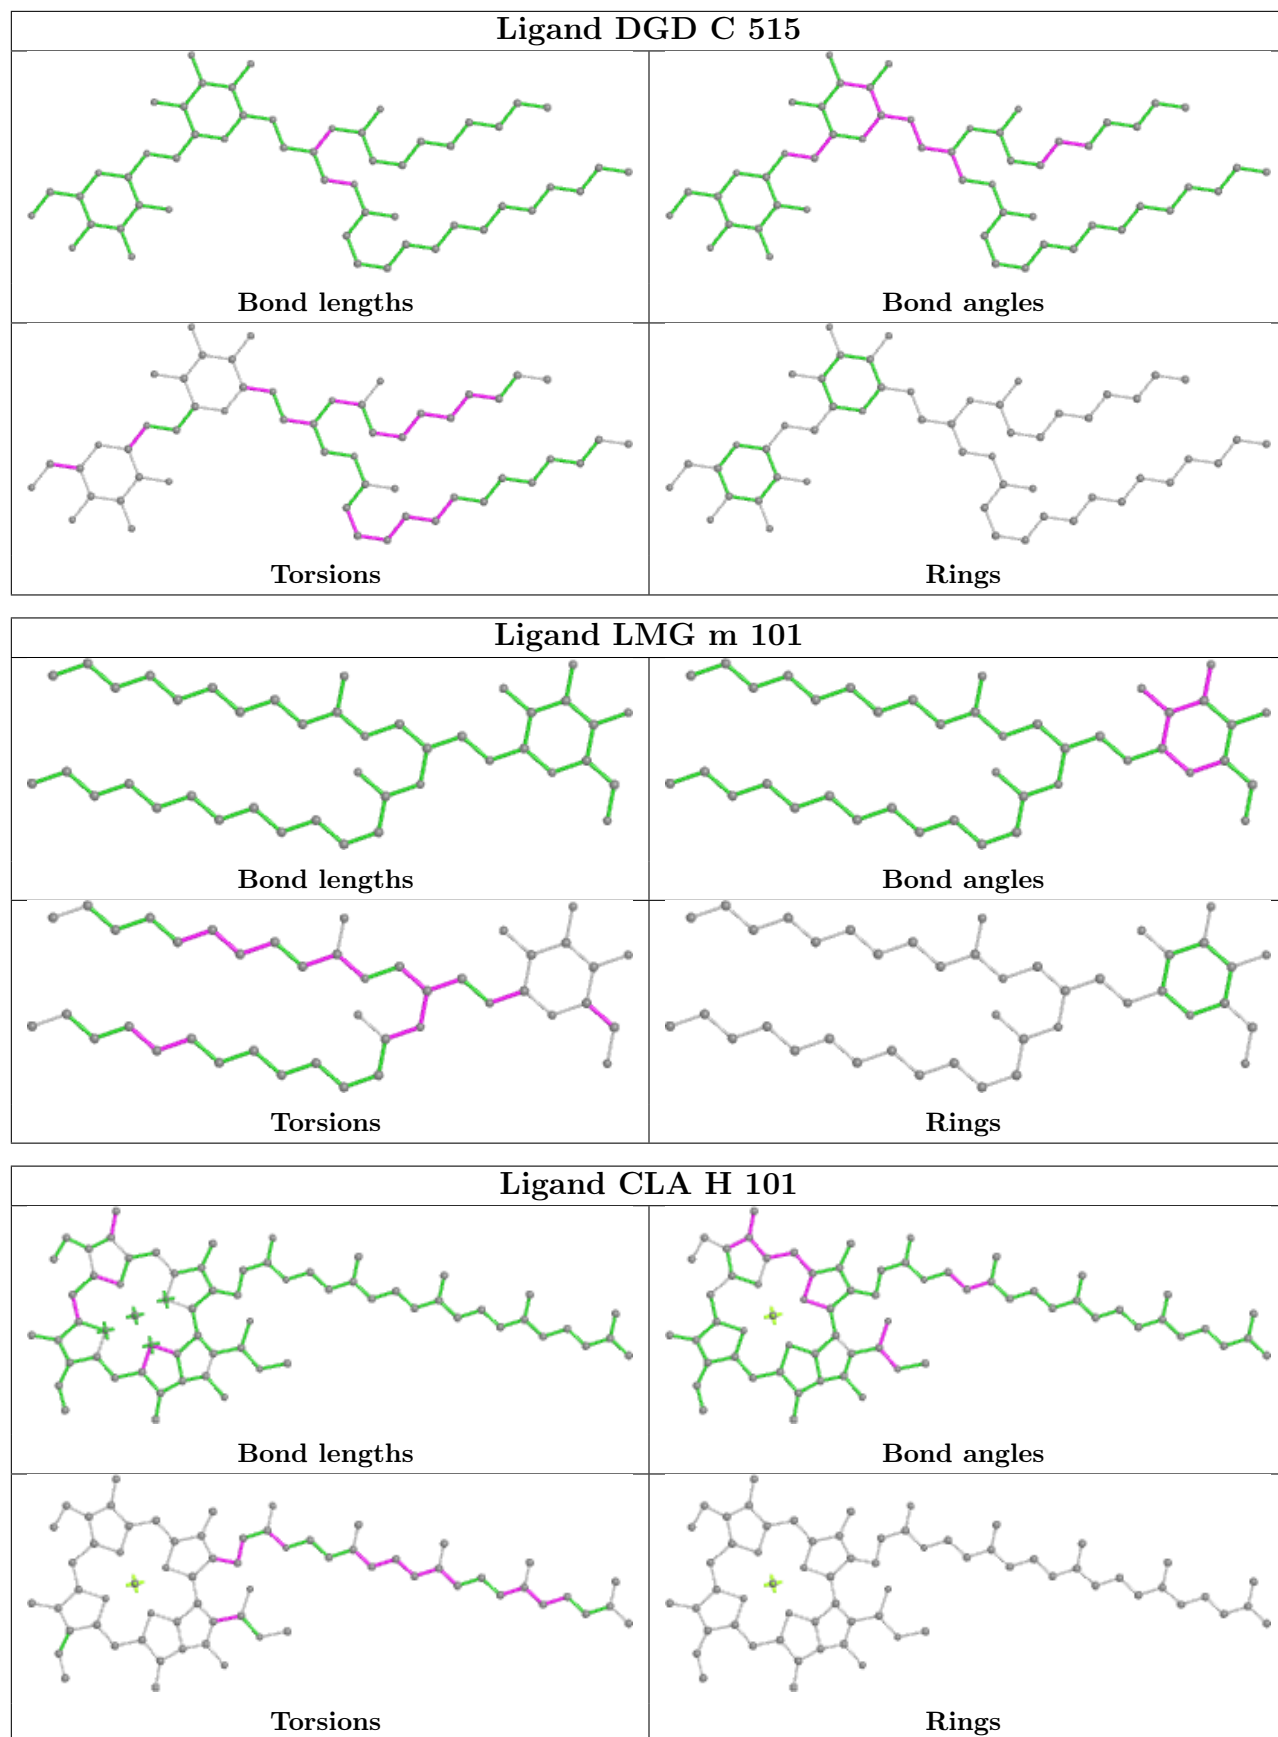 Ligand DGD C 515
Bond lengths
Bond angles
Torsions
Rings
Ligand LMG m 101
Bond lengths
Bond angles
Torsions
Rings
Ligand CLA H 101
Bond lengths
Bond angles
Torsions
Rings